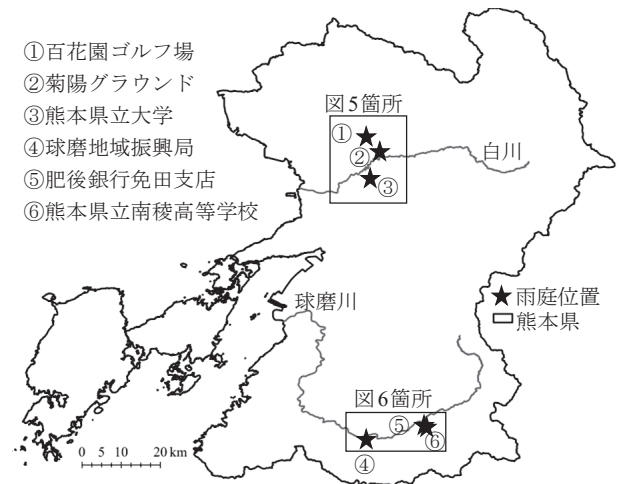 ①百花園ゴルフ場
②菊陽グラウンド
③熊本県立大学
④球磨地域振興局
⑤肥後銀行免田支店
⑥熊本県立南稜高等学校
図5箇所
①
②
③
白川
球磨川
★雨庭位置
熊本県
図6箇所
⑤
⑥
④
0 5 10 20km